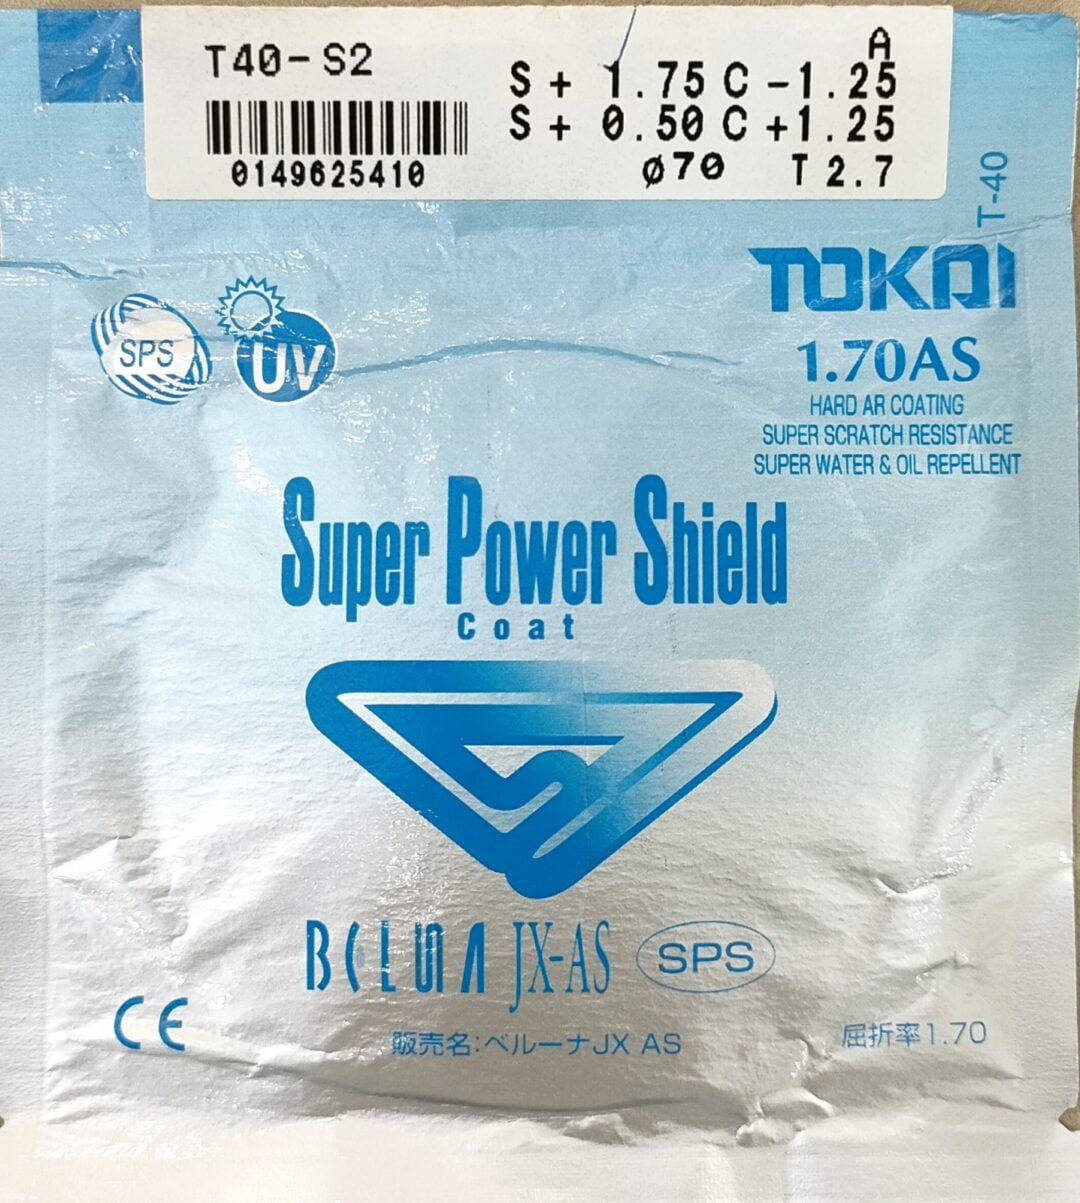 T40-S2
0149625410
A
S + 1.75 C -1.25
S + 0.50 C +1.25
ø70 T 2.7
T-40
TOKAI
1.70AS
HARD AR COATING
SUPER SCRATCH RESISTANCE
SUPER WATER & OIL REPELLENT
SPS
UV
Super Power Shield
Coat
BELUNA JX-AS SPS
CE
販売名:ベルーナJX AS
屈折率1.70